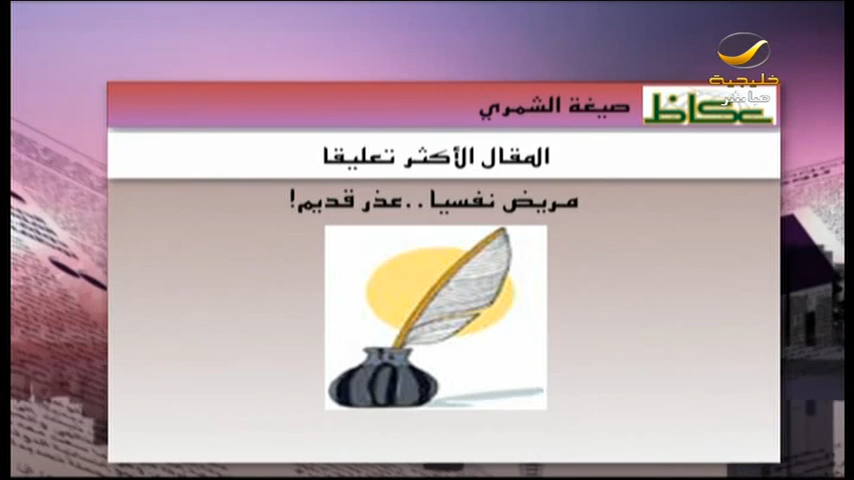 خليجية
مباشر
عكاظ
صيغة الشمري
المقال الأكثر تعليقا
مريض نفسيا..عذر قديم!